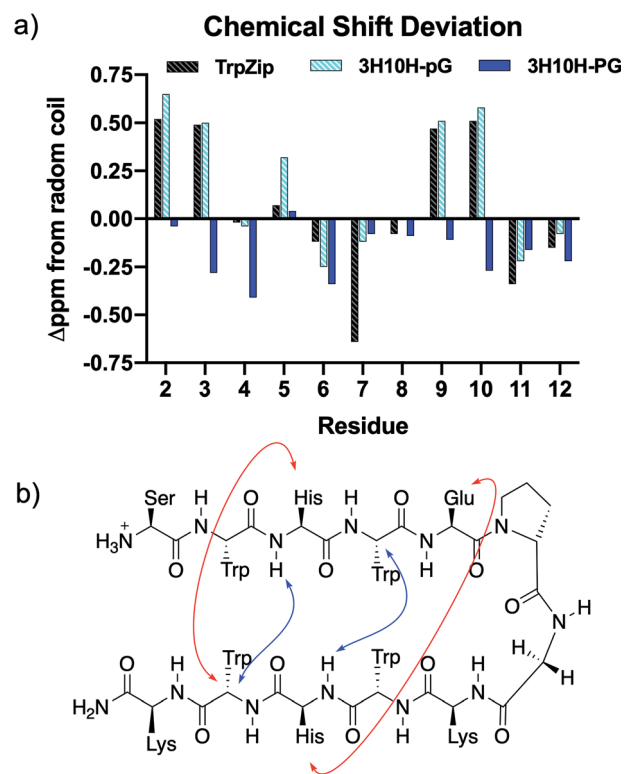 a)
Chemical Shift Deviation
TrpZip 3H10H-pG 3H10H-PG
Δppm from radom coil
0.75
0.50
0.25
0.00
-0.25
-0.50
-0.75
2 3 4 5 6 7 8 9 10 11 12
Residue
b)
Ser H O His H O Glu
H3N+ N N N
O Trp N H O Trp N H O
O N H
H H
O H Trp O H Trp O H
H2N N N N
Lys O N H His O N H Lys O